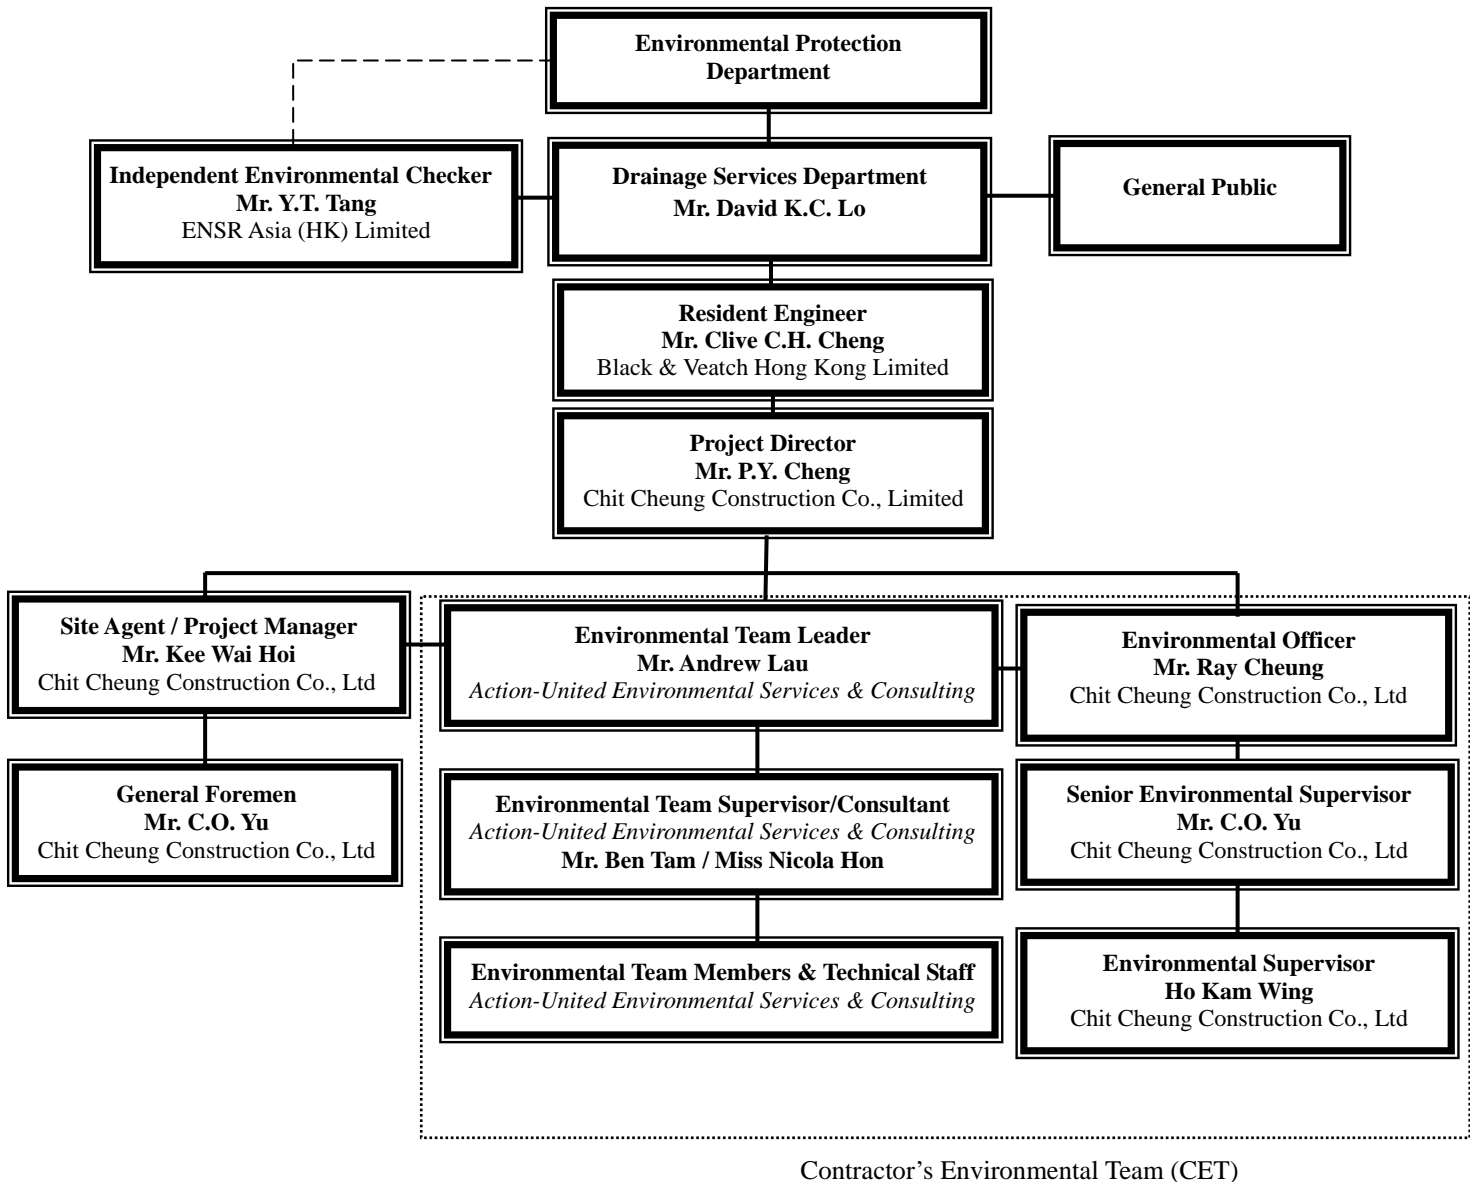 Environmental Protection
Department
Independent Environmental Checker
Mr. Y.T. Tang
ENSR Asia (HK) Limited
Drainage Services Department
Mr. David K.C. Lo
General Public
Resident Engineer
Mr. Clive C.H. Cheng
Black & Veatch Hong Kong Limited
Project Director
Mr. P.Y. Cheng
Chit Cheung Construction Co., Limited
Site Agent / Project Manager
Mr. Kee Wai Hoi
Chit Cheung Construction Co., Ltd
Environmental Team Leader
Mr. Andrew Lau
Action-United Environmental Services & Consulting
Environmental Officer
Mr. Ray Cheung
Chit Cheung Construction Co., Ltd
General Foremen
Mr. C.O. Yu
Chit Cheung Construction Co., Ltd
Environmental Team Supervisor/Consultant
Action-United Environmental Services & Consulting
Mr. Ben Tam / Miss Nicola Hon
Senior Environmental Supervisor
Mr. C.O. Yu
Chit Cheung Construction Co., Ltd
Environmental Team Members & Technical Staff
Action-United Environmental Services & Consulting
Environmental Supervisor
Ho Kam Wing
Chit Cheung Construction Co., Ltd
Contractor’s Environmental Team (CET)